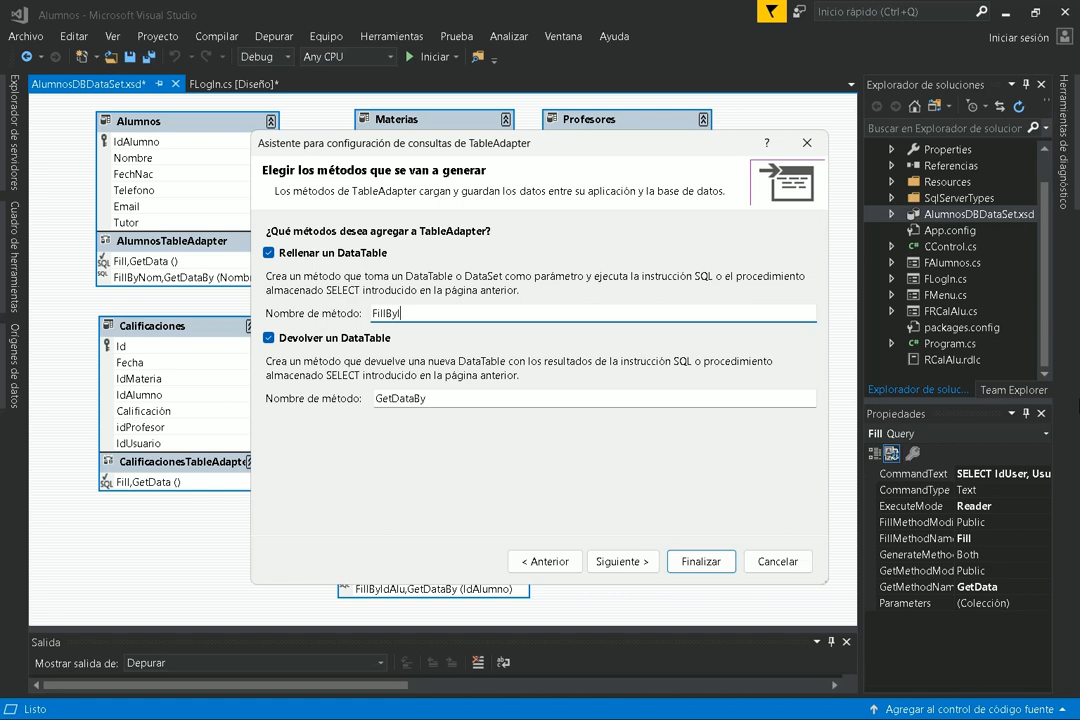 Alumnos - Microsoft Visual Studio
Inicio rápido (Ctrl+Q)
Archivo Editar Ver Proyecto Compilar Depurar Equipo Herramientas Prueba Analizar Ventana Ayuda
Iniciar sesión
Debug Any CPU Iniciar
Explorador de servidores
Cuadro de herramientas
Orígenes de datos
AlumnosDBDataSet.xsd*
FLogIn.cs [Diseño]*
Alumnos
IdAlumno
Nombre
FechNac
Telefono
Email
Tutor
AlumnosTableAdapter
Fill,GetData ()
FillByNom,GetDataBy (Nombr
Materias
Profesores
Calificaciones
Id
Fecha
IdMateria
IdAlumno
Calificación
idProfesor
IdUsuario
CalificacionesTableAdapte
Fill,GetData ()
FillByIdAlu,GetDataBy (IdAlumno)
Asistente para configuración de consultas de TableAdapter
?
Elegir los métodos que se van a generar
Los métodos de TableAdapter cargan y guardan los datos entre su aplicación y la base de datos.
¿Qué métodos desea agregar a TableAdapter?
Rellenar un DataTable
Crea un método que toma un DataTable o DataSet como parámetro y ejecuta la instrucción SQL o el procedimiento
almacenado SELECT introducido en la página anterior.
Nombre de método: FillByI
Devolver un DataTable
Crea un método que devuelve una nueva DataTable con los resultados de la instrucción SQL o procedimiento
almacenado SELECT introducido en la página anterior.
Nombre de método: GetDataBy
< Anterior
Siguiente >
Finalizar
Cancelar
Explorador de soluciones
Buscar en Explorador de solucion
Properties
Referencias
Resources
SqlServerTypes
AlumnosDBDataSet.xsd
App.config
CControl.cs
FAlumnos.cs
FLogIn.cs
FMenu.cs
FRCalAlu.cs
packages.config
Program.cs
RCalAlu.rdlc
Explorador de soluc...
Team Explorer
Herramientas de diagnóstico
Propiedades
Fill Query
CommandText SELECT IdUser, Usu
CommandType Text
ExecuteMode Reader
FillMethodModi Public
FillMethodNam Fill
GenerateMetho Both
GetMethodMod Public
GetMethodNam GetData
Parameters (Colección)
Salida
Mostrar salida de: Depurar
Listo
Agregar al control de código fuente